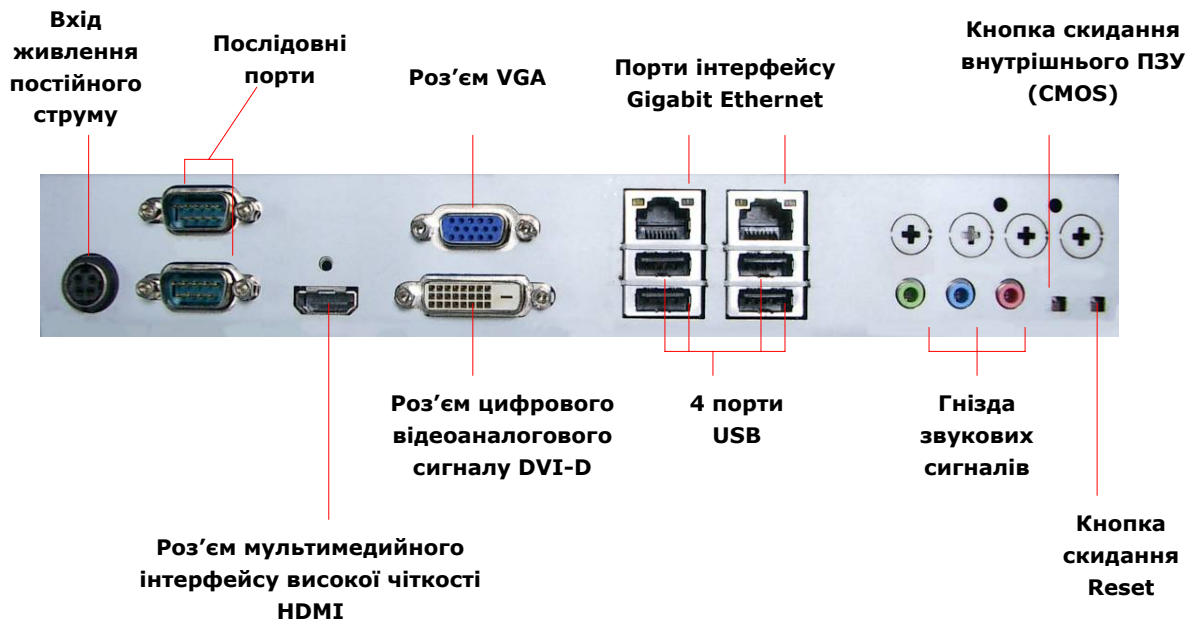 Вхід
живлення
постійного
струму
Послідовні
порти
Роз’єм VGA
Порти інтерфейсу
Gigabit Ethernet
Кнопка скидання
внутрішнього ПЗУ
(CMOS)
Роз’єм цифрового
відеоаналогового
сигналу DVI-D
4 порти
USB
Гнізда
звукових
сигналів
Роз’єм мультимедийного
інтерфейсу високої чіткості
HDMI
Кнопка
скидання
Reset